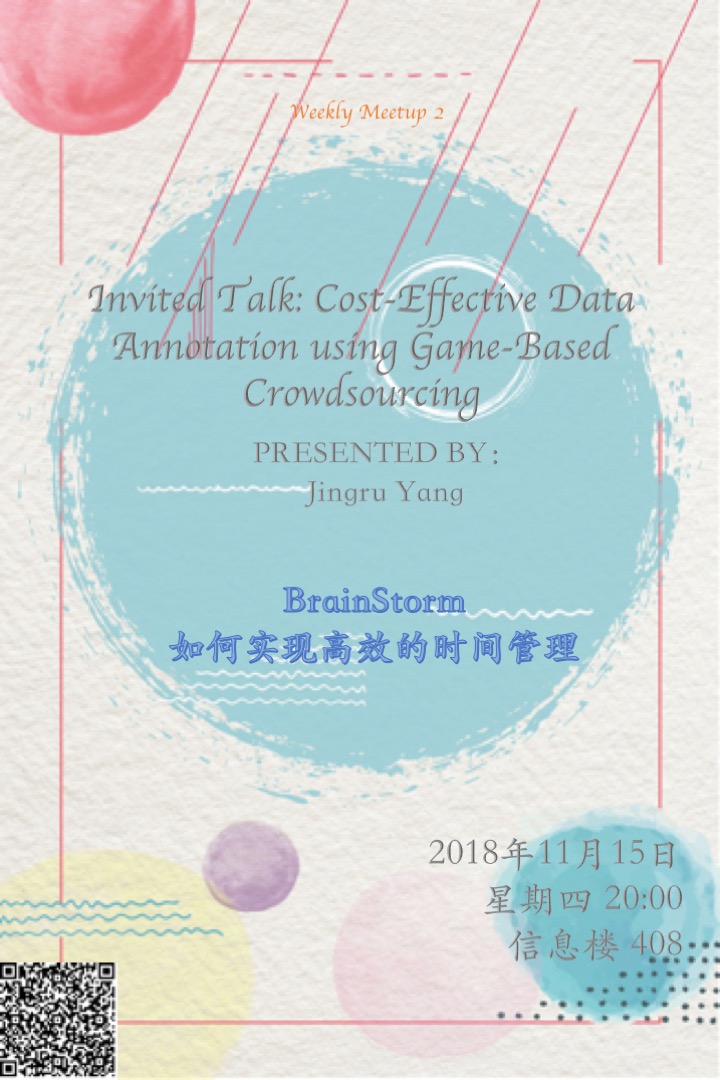 Weekly Meetup 2
Invited Talk: Cost-Effective Data
Annotation using Game-Based
Crowdsourcing
PRESENTED BY:
Jingru Yang
BrainStorm
如何实现高效的时间管理
2018年11月15日
星期四 20:00
信息楼 408